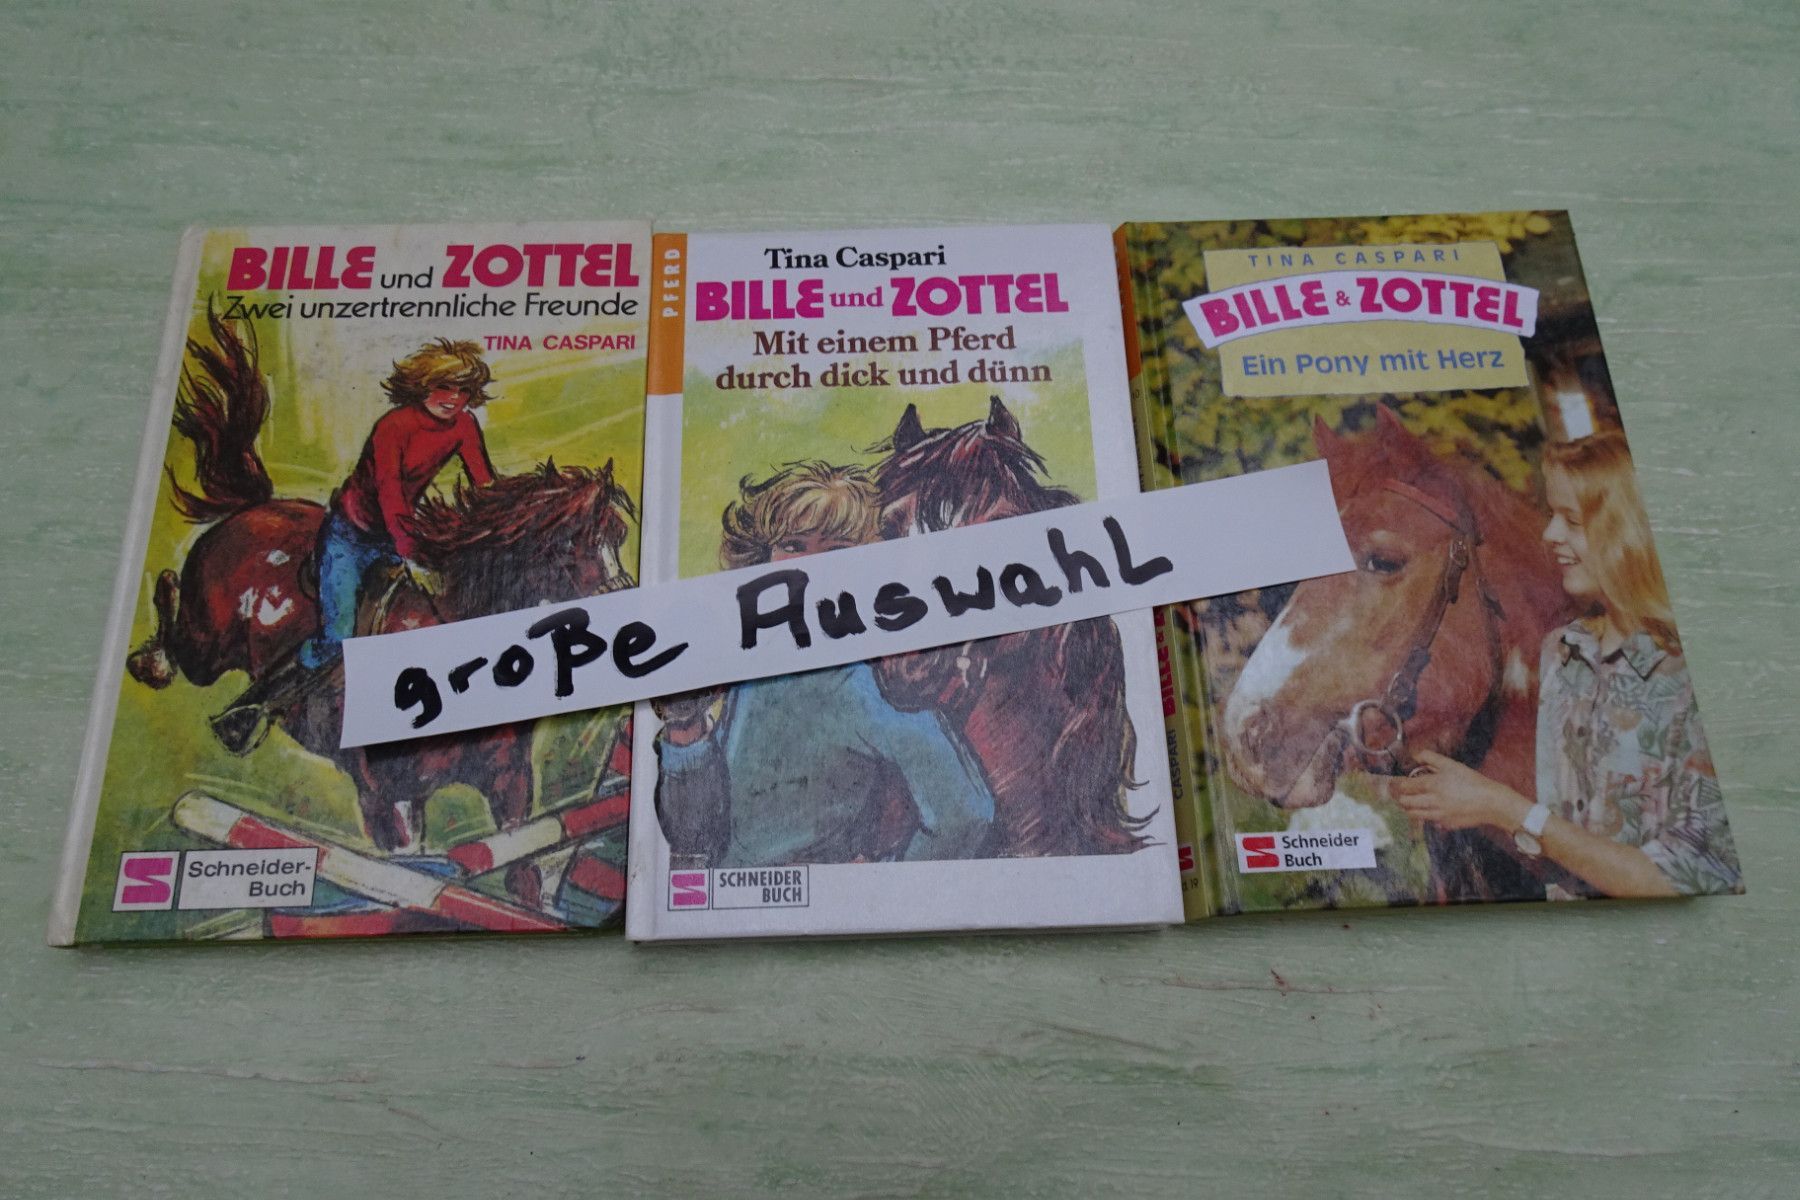 BILLE und ZOTTEL
Zwei unzertrennliche Freunde
TINA CASPARI
Schneider-
Buch
PFERD
Tina Caspari
BILLE und ZOTTEL
Mit einem Pferd
durch dick und dünn
SCHNEIDER
BUCH
TINA CASPARI
BILLE & ZOTTEL
Ein Pony mit Herz
Schneider
Buch
CASPARI
große Auswahl